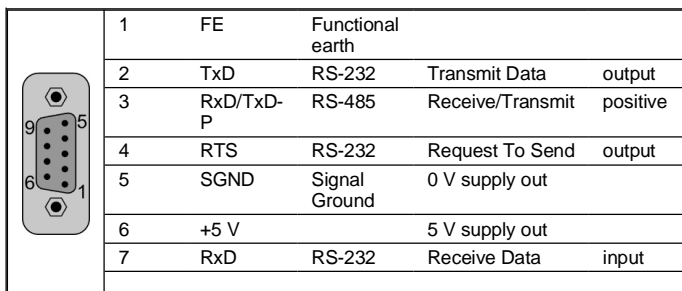 1 FE Functional earth
2 TxD RS-232 Transmit Data output
3 RxD/TxD-P RS-485 Receive/Transmit positive
4 RTS RS-232 Request To Send output
5 SGND Signal Ground 0 V supply out
6 +5 V 5 V supply out
7 RxD RS-232 Receive Data input
9 5
6 1